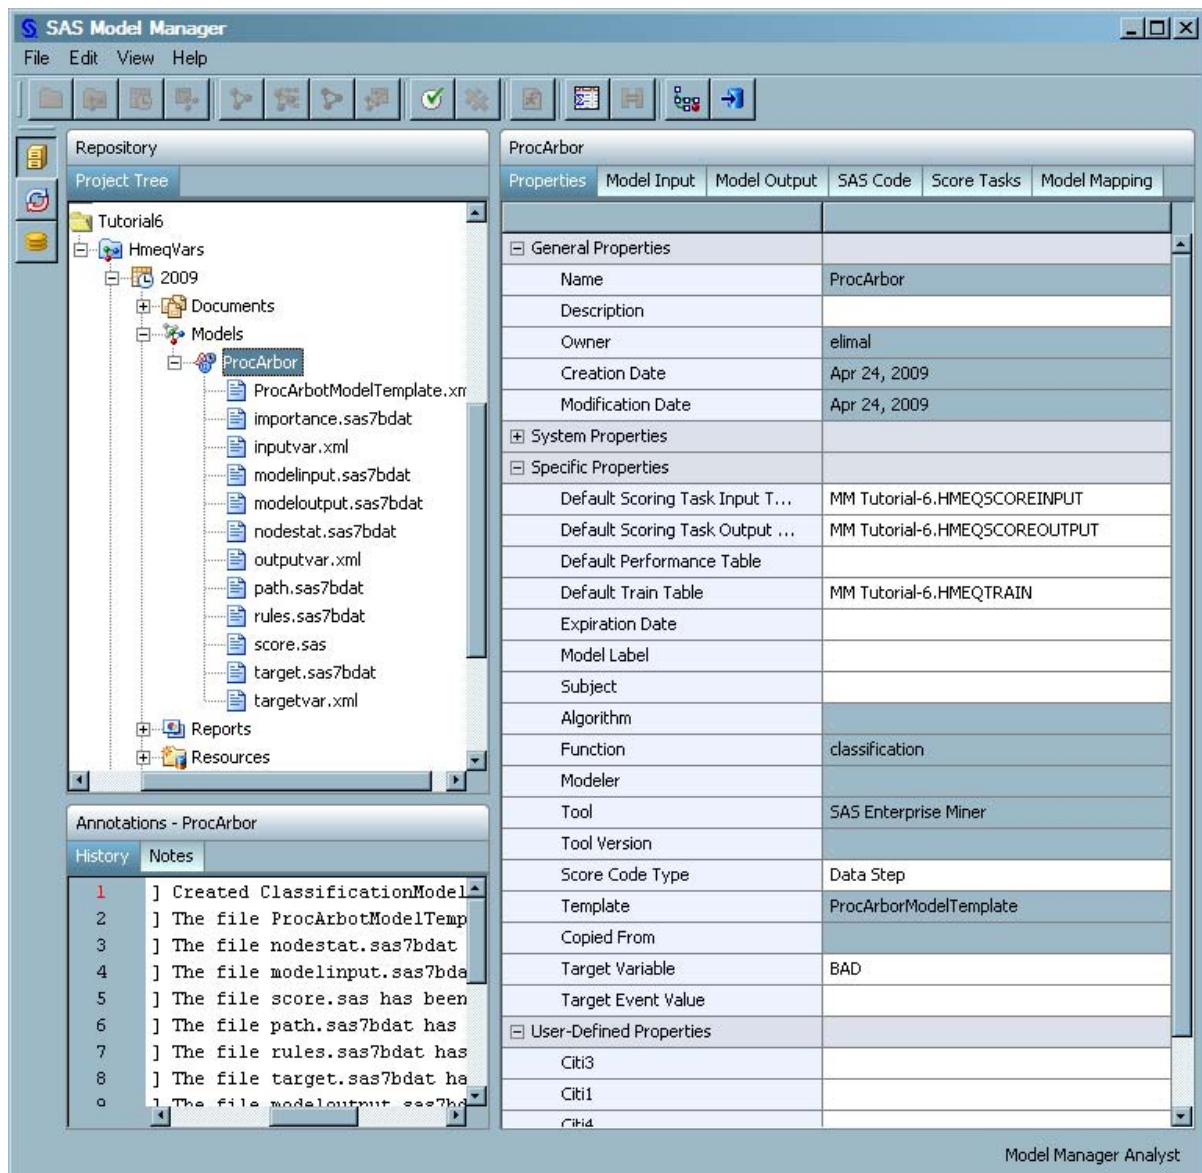 SAS Model Manager
File Edit View Help
Repository
Project Tree
Tutorial6
HmeqVars
2009
Documents
Models
ProcArbor
ProcArbotModelTemplate.xm
importance.sas7bdat
inputvar.xml
modelinput.sas7bdat
modeloutput.sas7bdat
nodestat.sas7bdat
outputvar.xml
path.sas7bdat
rules.sas7bdat
score.sas
target.sas7bdat
targetvar.xml
Reports
Resources
Annotations - ProcArbor
History Notes
1 ] Created ClassificationModel
2 ] The file ProcArbotModelTemp
3 ] The file nodestat.sas7bdat
4 ] The file modelinput.sas7bda
5 ] The file score.sas has been
6 ] The file path.sas7bdat has
7 ] The file rules.sas7bdat has
8 ] The file target.sas7bdat ha
9 ] The file modeloutput sas7bd
ProcArbor
Properties Model Input Model Output SAS Code Score Tasks Model Mapping
General Properties
Name ProcArbor
Description
Owner elimal
Creation Date Apr 24, 2009
Modification Date Apr 24, 2009
System Properties
Specific Properties
Default Scoring Task Input T... MM Tutorial-6.HMEQSCOREINPUT
Default Scoring Task Output ... MM Tutorial-6.HMEQSCOREOUTPUT
Default Performance Table
Default Train Table MM Tutorial-6.HMEQTRAIN
Expiration Date
Model Label
Subject
Algorithm
Function classification
Modeler
Tool SAS Enterprise Miner
Tool Version
Score Code Type Data Step
Template ProcArborModelTemplate
Copied From
Target Variable BAD
Target Event Value
User-Defined Properties
Citi3
Citi1
Citi4
Model Manager Analyst